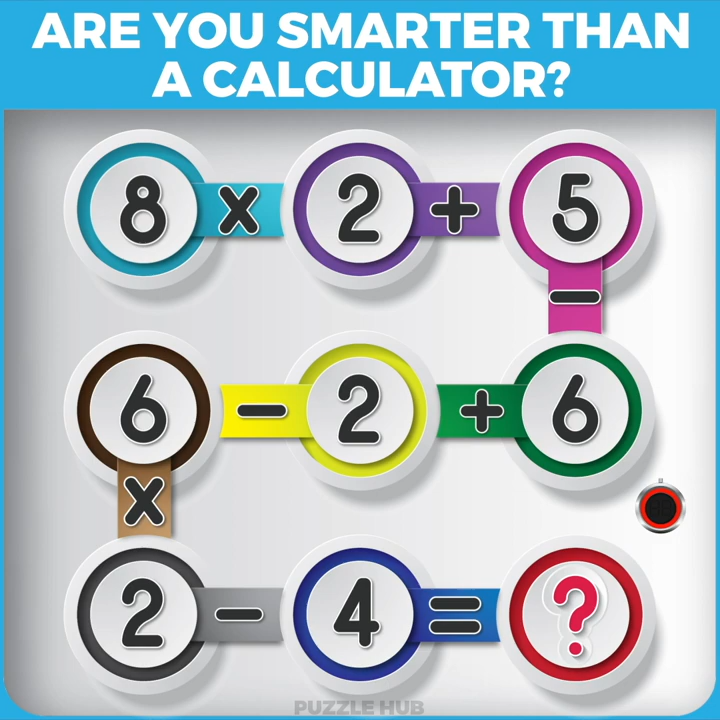 ARE YOU SMARTER THAN
A CALCULATOR?
8 x 2 + 5
−
6 − 2 + 6
x
2 − 4 = ?
PUZZLE HUB